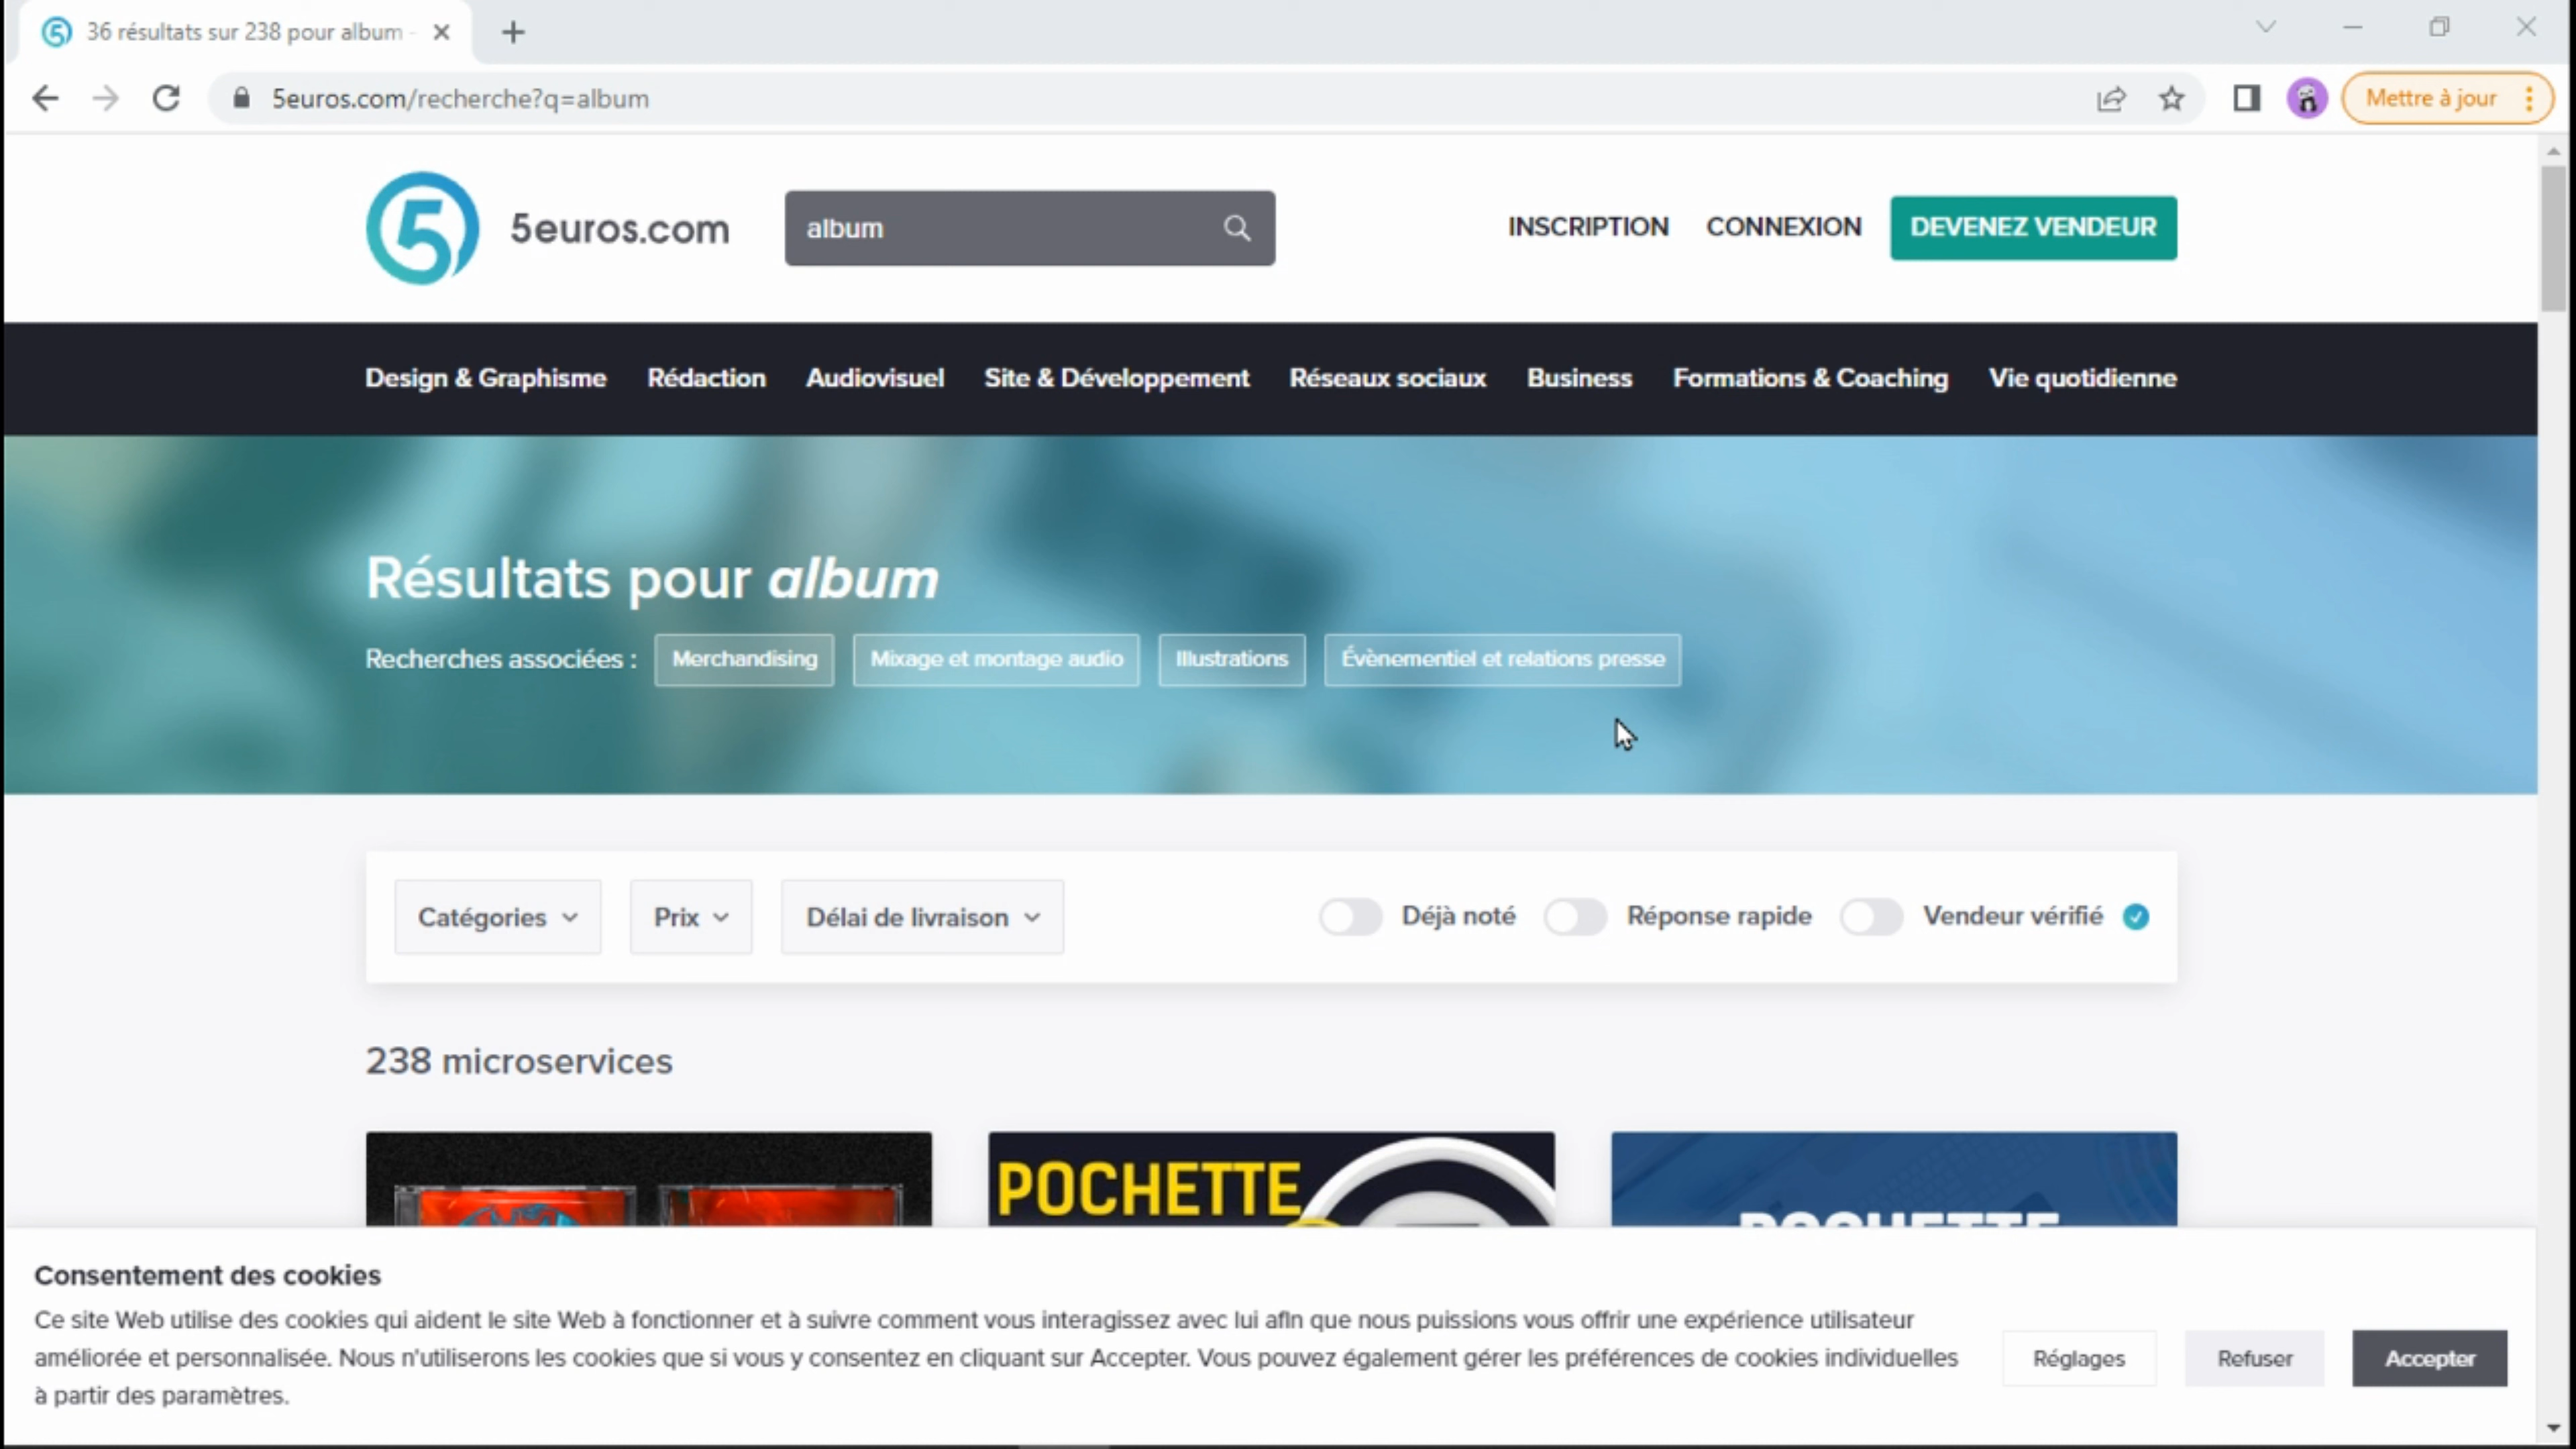 36 résultats sur 238 pour album -
5euros.com/recherche?q=album
Mettre à jour
5 5euros.com
album
INSCRIPTION CONNEXION DEVENEZ VENDEUR
Design & Graphisme Rédaction Audiovisuel Site & Développement Réseaux sociaux Business Formations & Coaching Vie quotidienne
Résultats pour album
Recherches associées : Merchandising Mixage et montage audio Illustrations Évènementiel et relations presse
Catégories Prix Délai de livraison Déjà noté Réponse rapide Vendeur vérifié
238 microservices
POCHETTE
POCHETTE
Consentement des cookies
Ce site Web utilise des cookies qui aident le site Web à fonctionner et à suivre comment vous interagissez avec lui afin que nous puissions vous offrir une expérience utilisateur
améliorée et personnalisée. Nous n'utiliserons les cookies que si vous y consentez en cliquant sur Accepter. Vous pouvez également gérer les préférences de cookies individuelles
à partir des paramètres.
Réglages Refuser Accepter